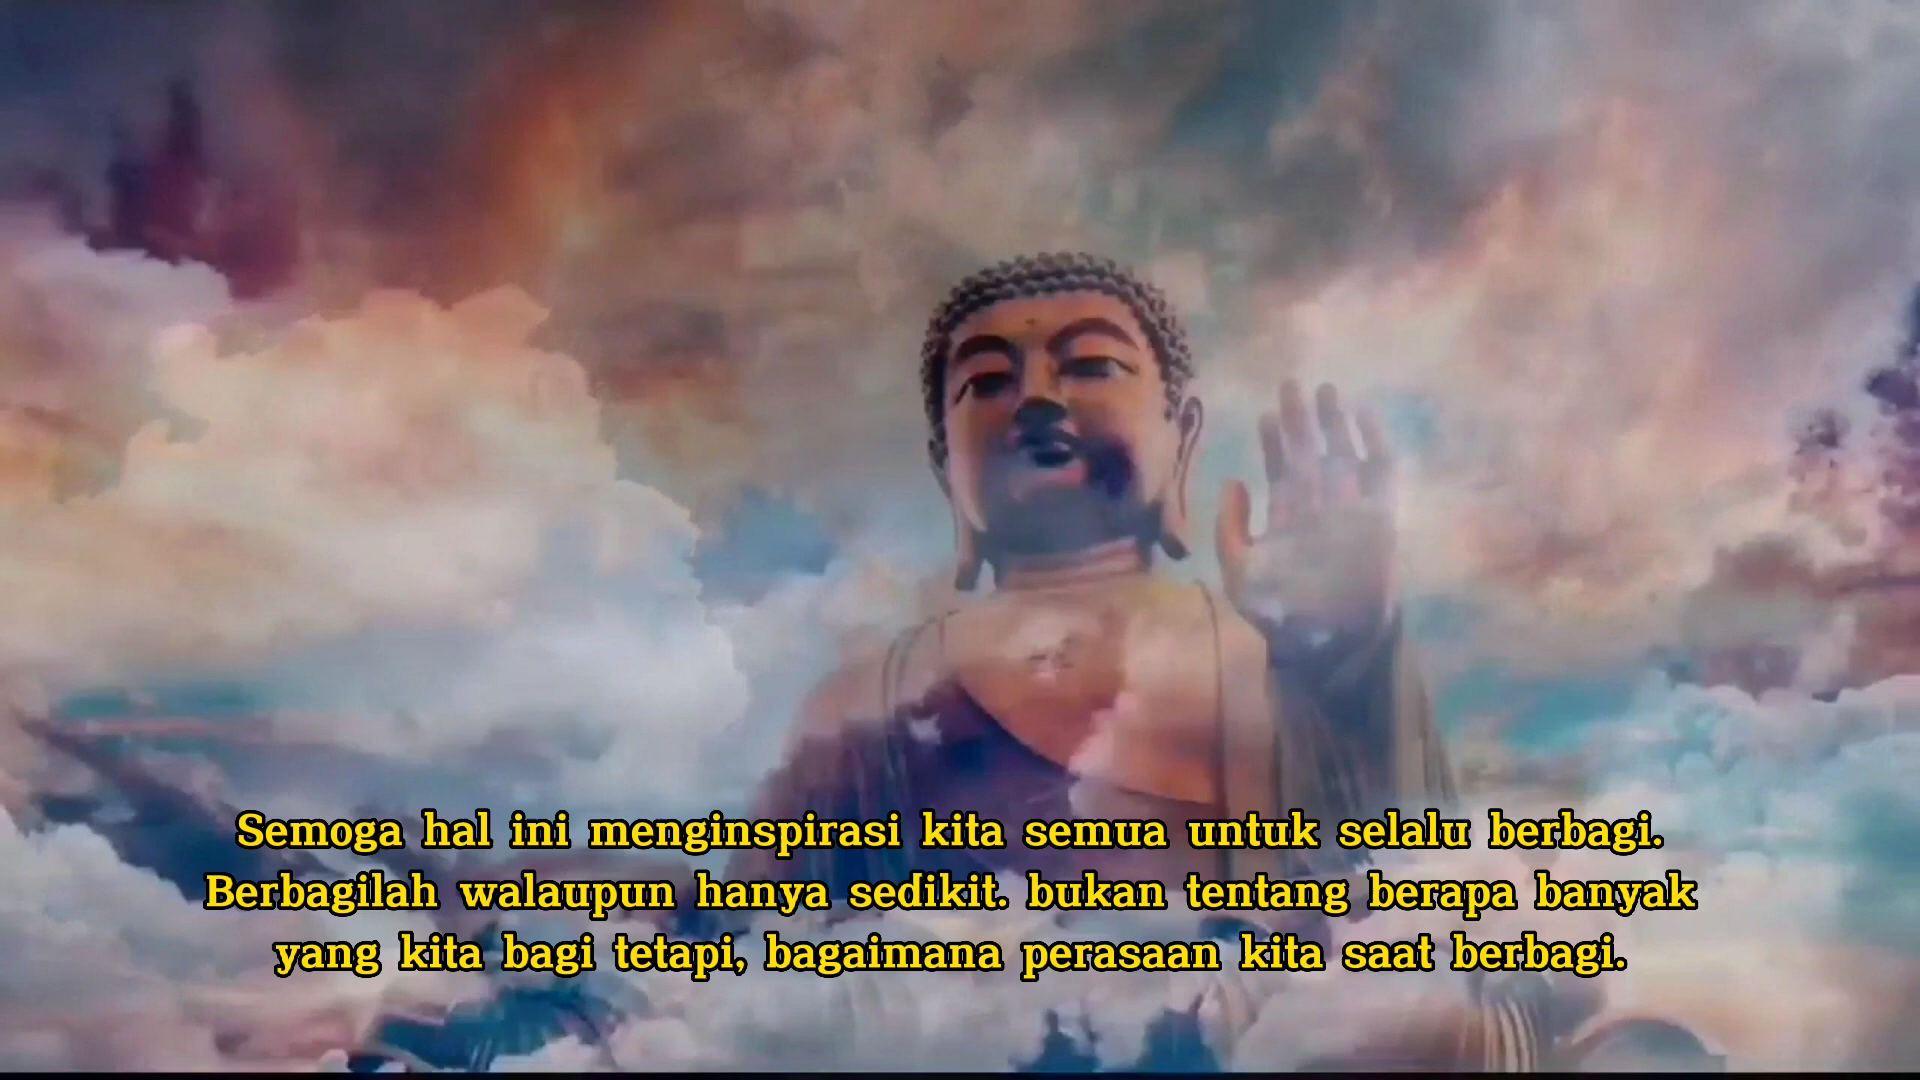 Semoga hal ini menginspirasi kita semua untuk selalu berbagi.
Berbagilah walaupun hanya sedikit. bukan tentang berapa banyak
yang kita bagi tetapi, bagaimana perasaan kita saat berbagi.